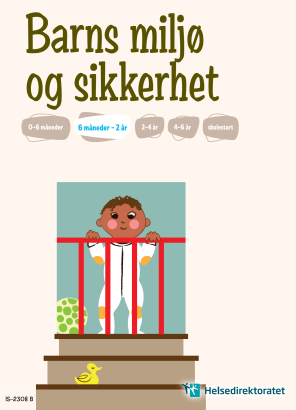 Barns miljø
og sikkerhet
0–6 måneder
6 måneder - 2 år
2–4 år
4–6 år
skolestart
Helsedirektoratet
IS-2308 B